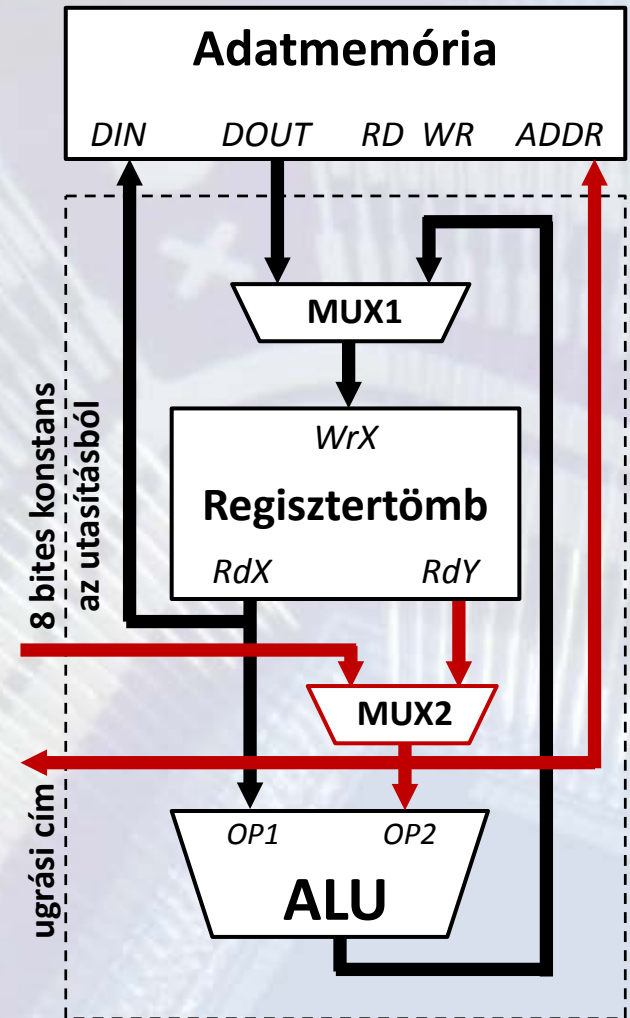 Adatmemória
DIN DOUT RD WR ADDR
MUX1
8 bites konstans
az utasításból
WrX
Regisztertömb
RdX RdY
MUX2
ugrási cím
OP1 OP2
ALU